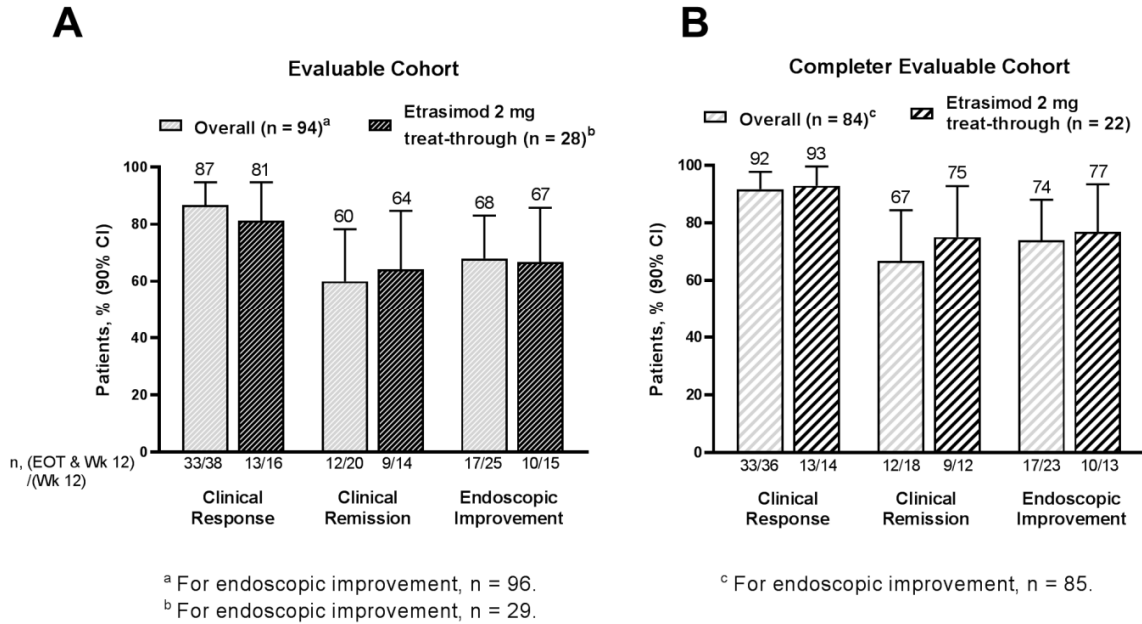 A
Evaluable Cohort
Overall (n = 94)a
Etrasimod 2 mg
treat-through (n = 28)b
Patients, % (90% CI)
100
80
60
40
20
0
87
81
60
64
68
67
n, (EOT & Wk 12)
/(Wk 12)
33/38 13/16 12/20 9/14 17/25 10/15
Clinical
Response
Clinical
Remission
Endoscopic
Improvement
a For endoscopic improvement, n = 96.
b For endoscopic improvement, n = 29.
B
Completer Evaluable Cohort
Overall (n = 84)c
Etrasimod 2 mg
treat-through (n = 22)
Patients, % (90% CI)
100
80
60
40
20
0
92
93
67
75
74
77
33/36 13/14 12/18 9/12 17/23 10/13
Clinical
Response
Clinical
Remission
Endoscopic
Improvement
c For endoscopic improvement, n = 85.